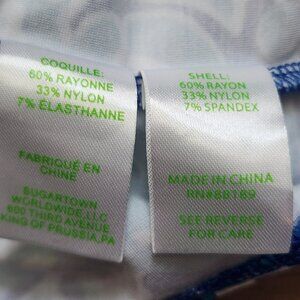 COQUILLE:
60% RAYONNE
33% NYLON
7% ÉLASTHANNE
FABRIQUÉ EN
CHINE
SUGARTOWN
WORLDWIDE, LLC
800 THIRD AVENUE
KING OF PRUSSIA, PA
SHELL:
60% RAYON
33% NYLON
7% SPANDEX
MADE IN CHINA
RN#88189
SEE REVERSE
FOR CARE